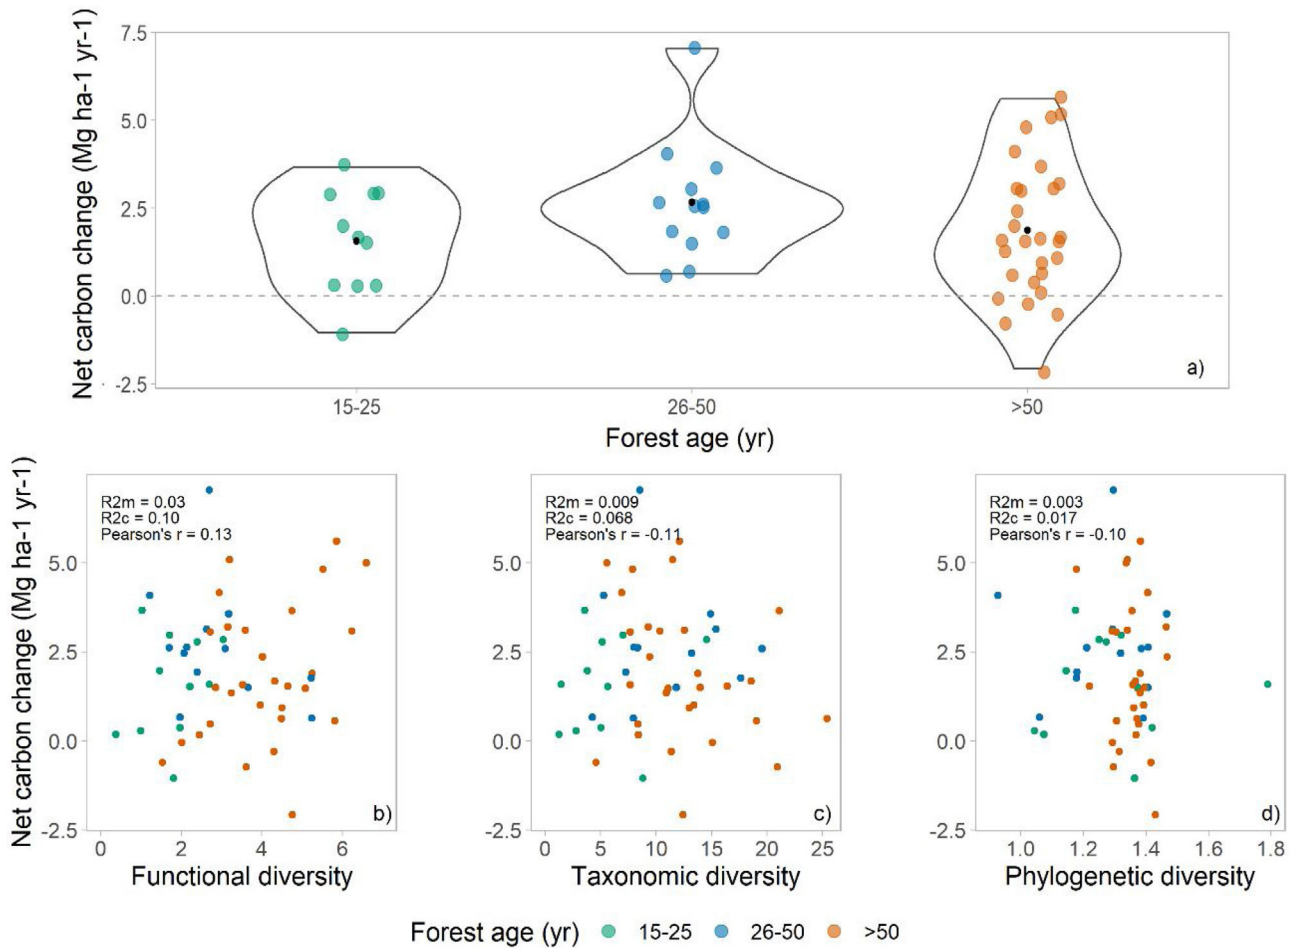 Net carbon change (Mg ha-1 yr-1)
7.5
5.0
2.5
0.0
-2.5
a)
15-25
26-50
>50
Forest age (yr)
Net carbon change (Mg ha-1 yr-1)
5.0
2.5
0.0
-2.5
R2m = 0.03
R2c = 0.10
Pearson's r = 0.13
b)
0
2
4
6
Functional diversity
5.0
2.5
0.0
-2.5
R2m = 0.009
R2c = 0.068
Pearson's r = -0.11
c)
0
5
10
15
20
25
Taxonomic diversity
5.0
2.5
0.0
-2.5
R2m = 0.003
R2c = 0.017
Pearson's r = -0.10
d)
1.0
1.2
1.4
1.6
1.8
Phylogenetic diversity
Forest age (yr) 15-25 26-50 >50